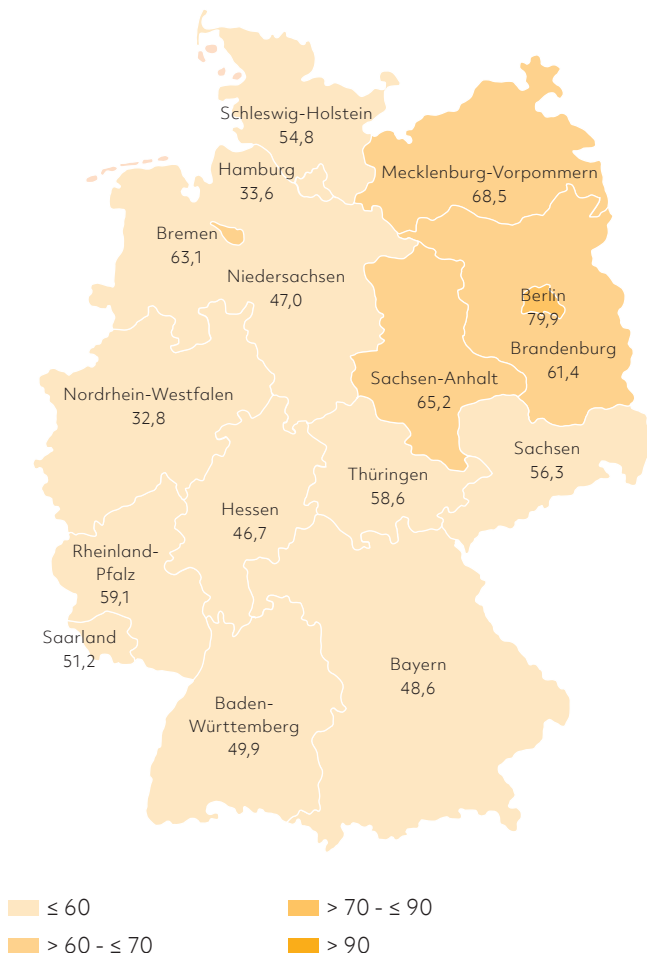 Schleswig-Holstein
54,8
Hamburg
33,6
Mecklenburg-Vorpommern
68,5
Bremen
63,1
Niedersachsen
47,0
Berlin
79,9
Brandenburg
61,4
Sachsen-Anhalt
65,2
Nordrhein-Westfalen
32,8
Sachsen
56,3
Thüringen
58,6
Hessen
46,7
Rheinland-
Pfalz
59,1
Saarland
51,2
Bayern
48,6
Baden-
Württemberg
49,9
≤ 60
> 60 - ≤ 70
> 70 - ≤ 90
> 90